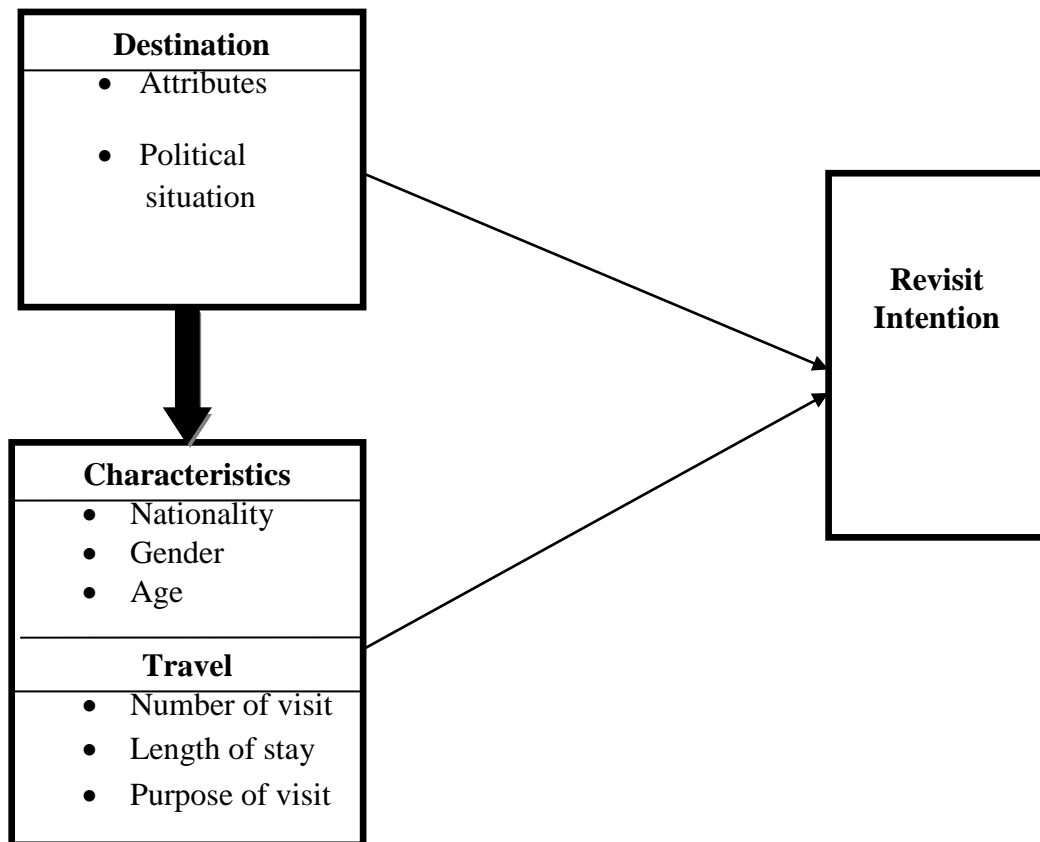 Destination
• Attributes
• Political
situation
Revisit
Intention
Characteristics
• Nationality
• Gender
• Age
Travel
• Number of visit
• Length of stay
• Purpose of visit